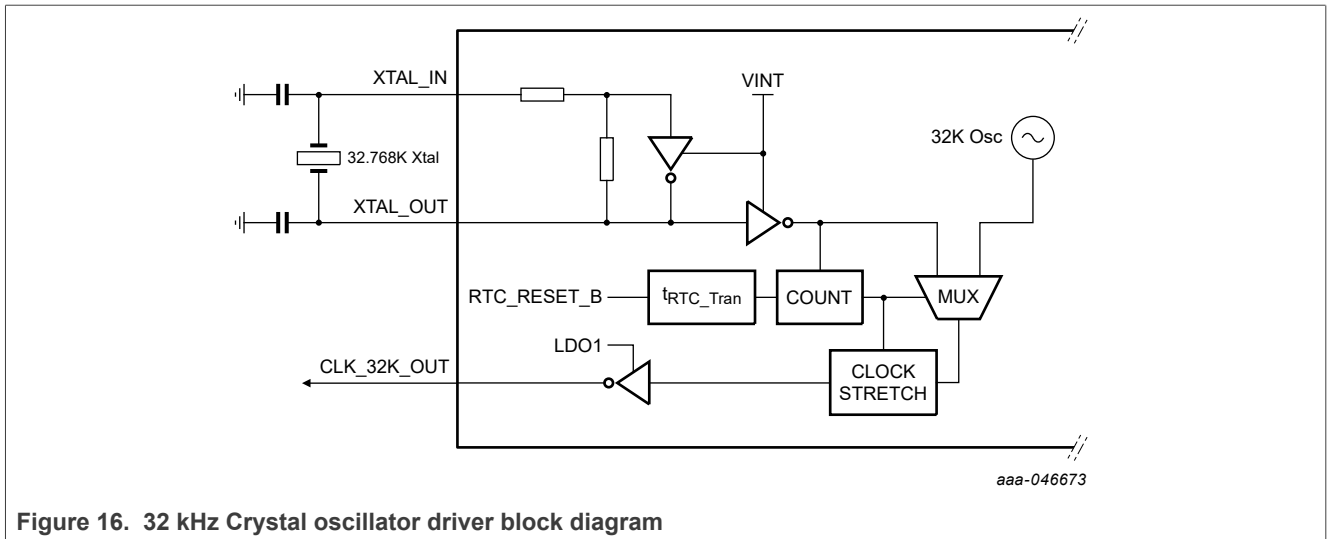 XTAL_IN
VINT
32K Osc
32.768K Xtal
XTAL_OUT
RTC_RESET_B
tRTC_Tran
COUNT
MUX
LDO1
CLK_32K_OUT
CLOCK
STRETCH
aaa-046673
Figure 16. 32 kHz Crystal oscillator driver block diagram